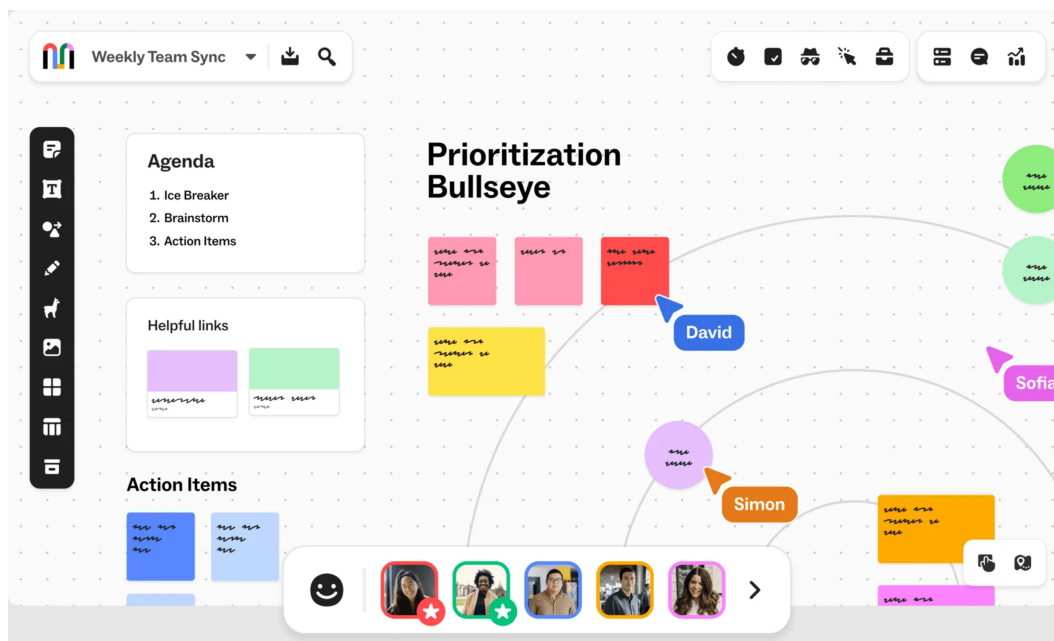 Weekly Team Sync
Agenda
1. Ice Breaker
2. Brainstorm
3. Action Items
Prioritization
Bullseye
David
Helpful links
Sofia
Simon
Action Items